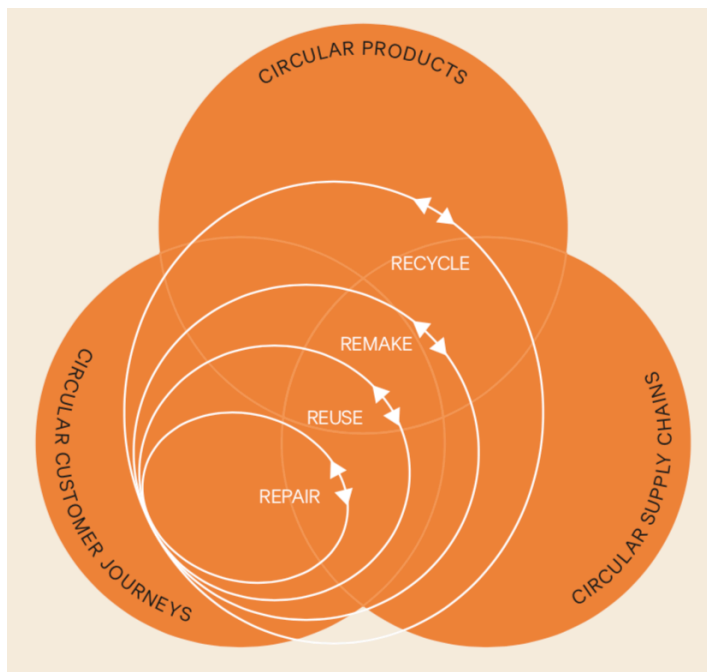 CIRCULAR PRODUCTS
RECYCLE
REMAKE
REUSE
REPAIR
CIRCULAR CUSTOMER JOURNEYS
CIRCULAR SUPPLY CHAINS